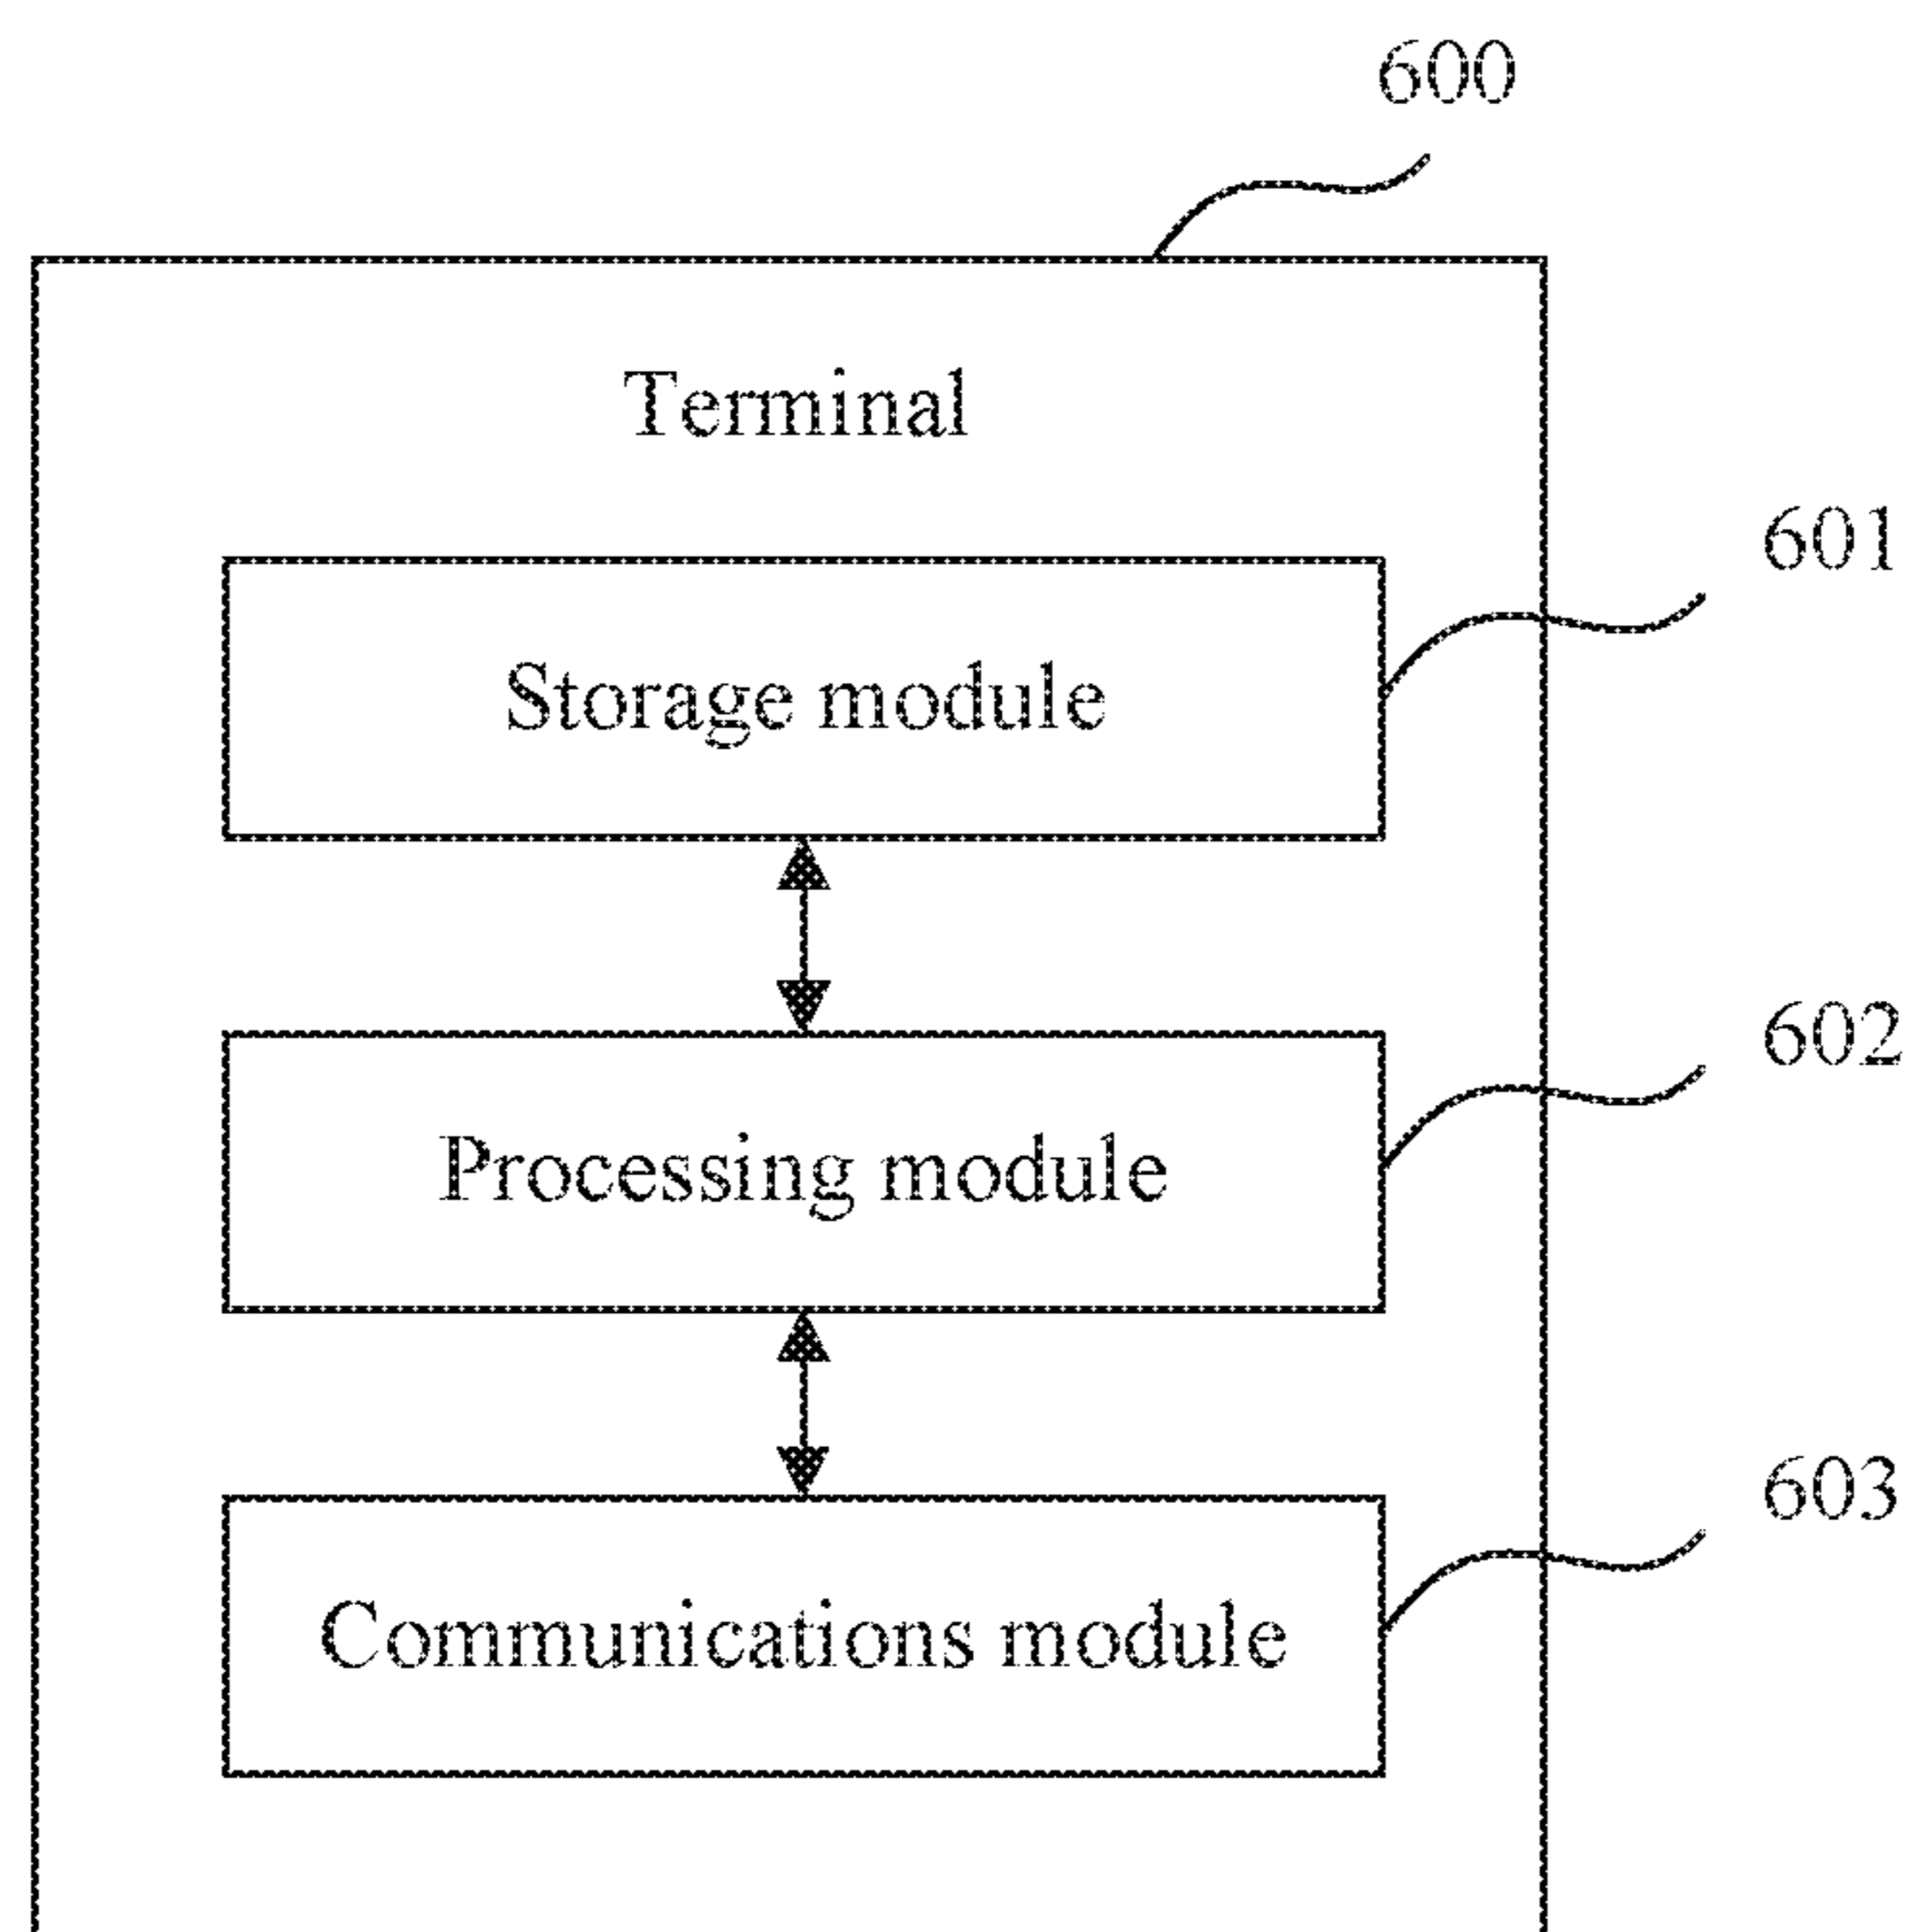 600
Terminal
601
Storage module
602
Processing module
603
Communications module